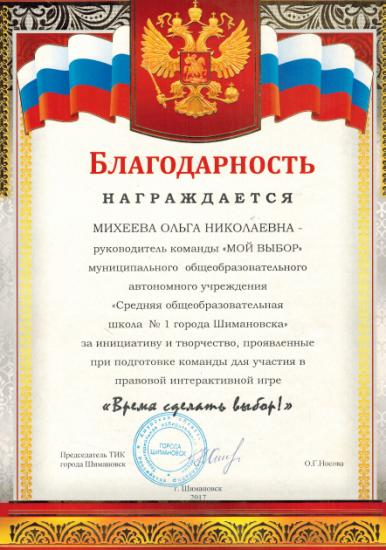 БЛАГОДАРНОСТЬ
НАГРАЖДАЕТСЯ
МИХЕЕВА ОЛЬГА НИКОЛАЕВНА -
руководитель команды «МОЙ ВЫБОР»
муниципального общеобразовательного
автономного учреждения
«Средняя общеобразовательная
школа № 1 города Шимановска»
за инициативу и творчество, проявленные
при подготовке команды для участия в
правовой интерактивной игре
«Время сделать выбор!»
ГОРОДА
ШИМАНОВСК
Председатель ТИК
города Шимановск
О.Г.Носова
г. Шимановск
2017